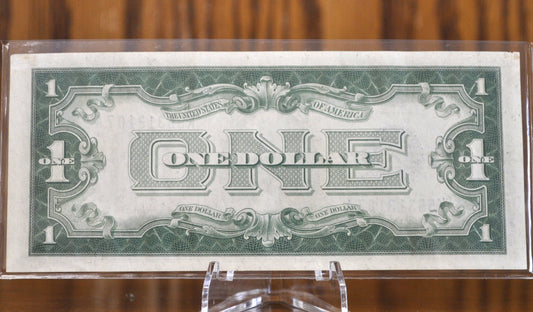 1 1
THE UNITED STATES OF AMERICA
ONE
1 ONE ONE DOLLAR 1 ONE
ONE DOLLAR ONE DOLLAR
1 1